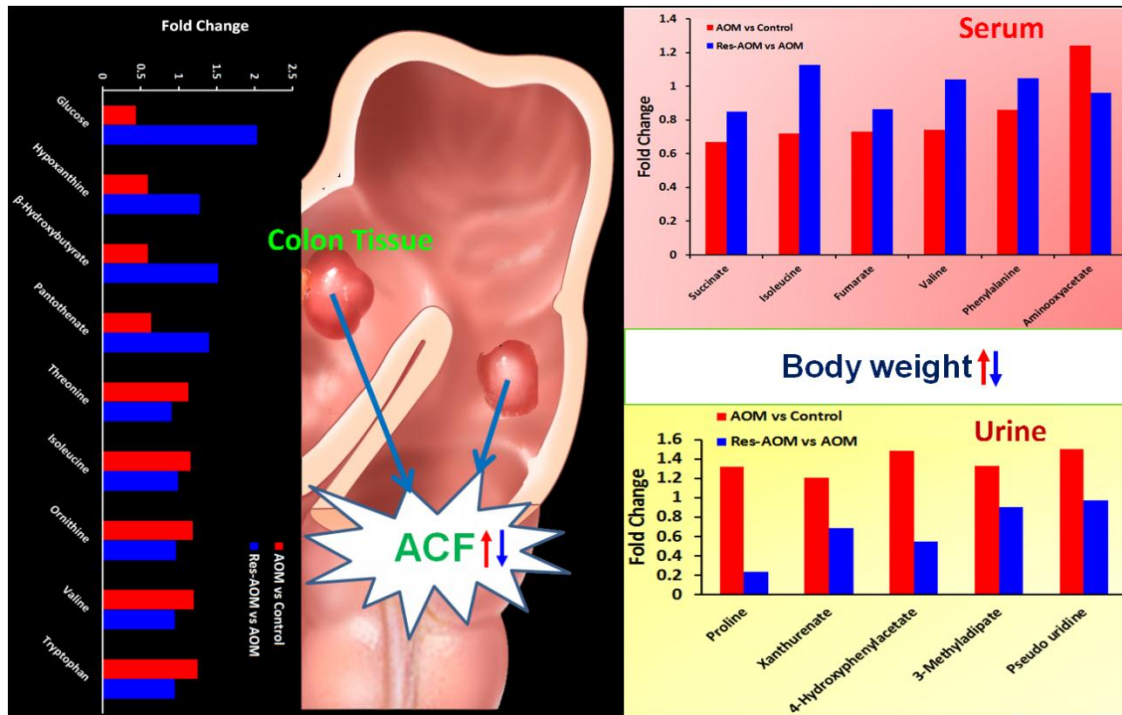 Fold Change
0
0.5
1
1.5
2
2.5
Glucose
Hypoxanthine
β-Hydroxybutyrate
Pantothenate
Threonine
Isoleucine
Ornithine
Valine
Tryptophan
AOM vs Control
Res-AOM vs AOM
Colon Tissue
ACF
Serum
AOM vs Control
Res-AOM vs AOM
Fold Change
1.4
1.2
1
0.8
0.6
0.4
0.2
0
Succinate
Isoleucine
Fumarate
Valine
Phenylalanine
Aminooxyacetate
Body weight
AOM vs Control
Res-AOM vs AOM
Urine
Fold Change
1.6
1.4
1.2
1
0.8
0.6
0.4
0.2
0
Proline
Xanthurenate
4-Hydroxyphenylacetate
3-Methyladipate
Pseudo uridine